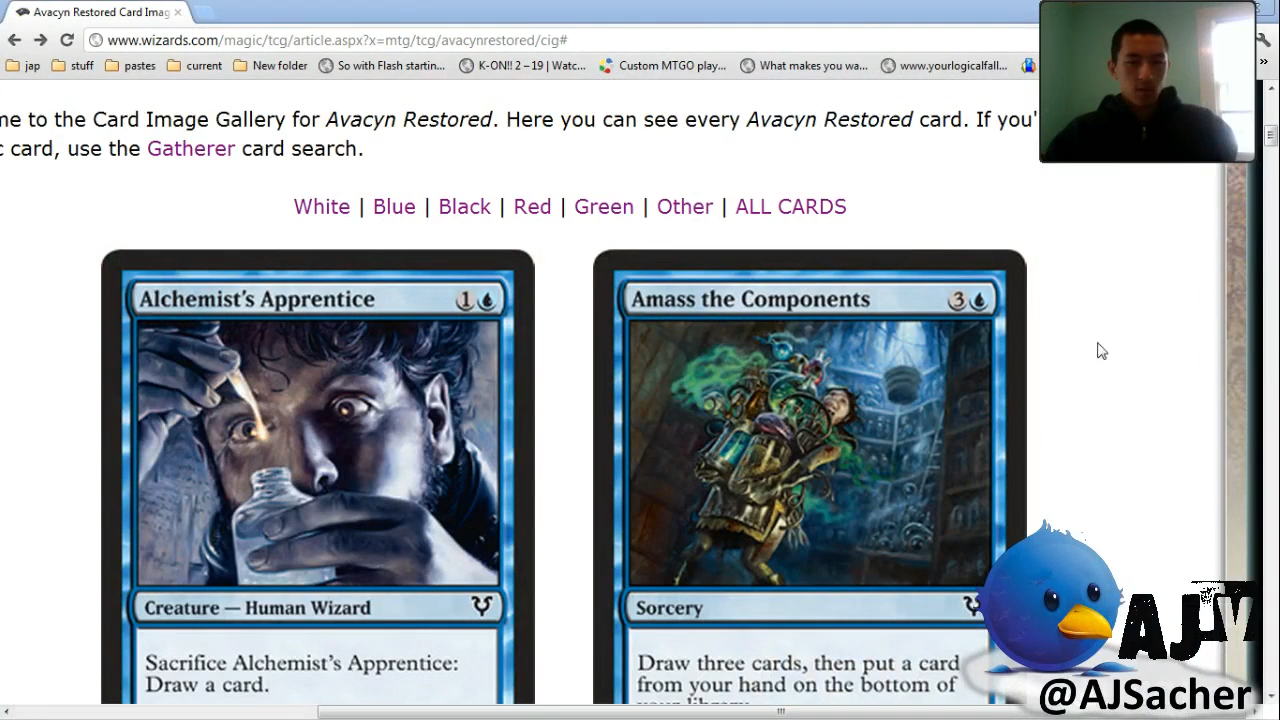 Avacyn Restored Card Imag
www.wizards.com/magic/tcg/article.aspx?x=mtg/tcg/avacynrestored/cig#
jap stuff pastes current New folder So with Flash startin... K-ON!! 2 – 19 | Watc... Custom MTGO play... What makes you wa... www.yourlogicalfall... »
me to the Card Image Gallery for Avacyn Restored. Here you can see every Avacyn Restored card. If you'
c card, use the Gatherer card search.
White | Blue | Black | Red | Green | Other | ALL CARDS
Alchemist's Apprentice 1
Amass the Components 3
Creature — Human Wizard
Sorcery
Sacrifice Alchemist's Apprentice:
Draw a card.
Draw three cards, then put a card
from your hand on the bottom of
your library.
AJTV
@AJSacher